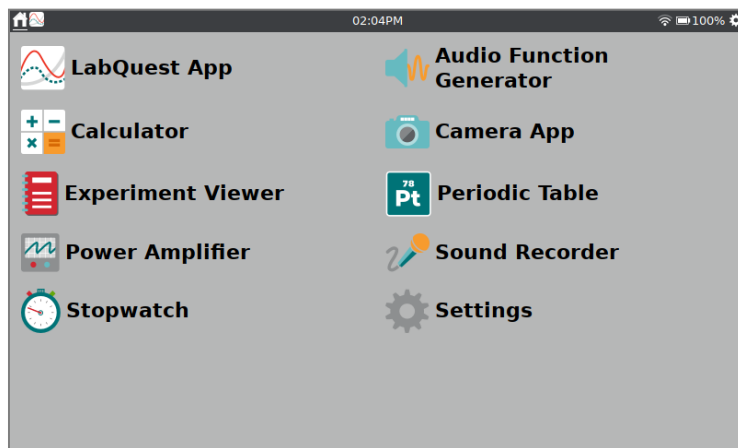 02:04PM
100%
LabQuest App
Audio Function
Generator
Calculator
Camera App
Experiment Viewer
78
Pt
Periodic Table
Power Amplifier
Sound Recorder
Stopwatch
Settings